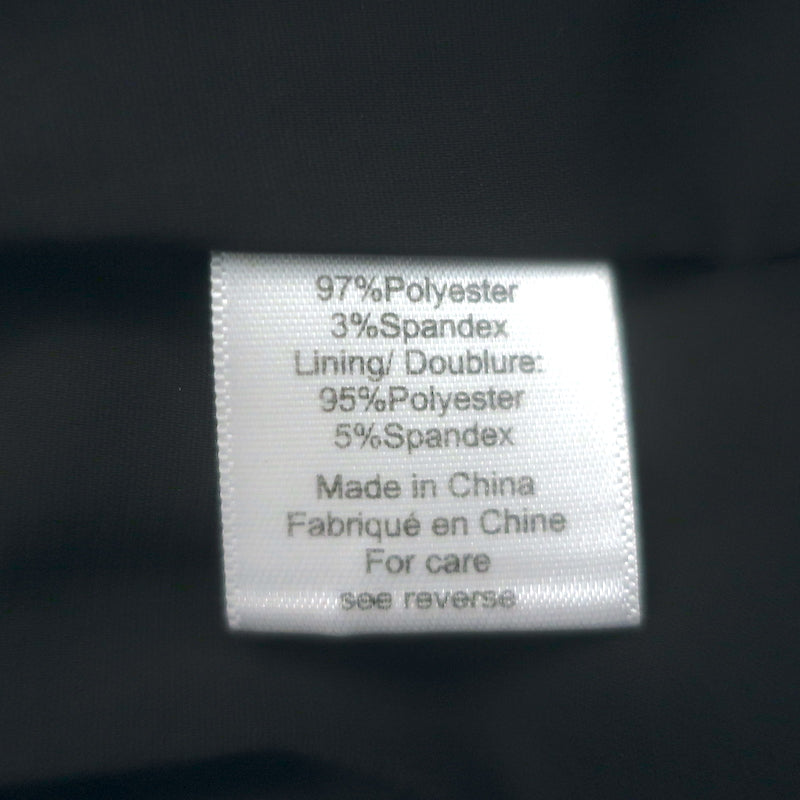 97%Polyester
3%Spandex
Lining/ Doublure:
95%Polyester
5%Spandex
Made in China
Fabriqué en Chine
For care
see reverse